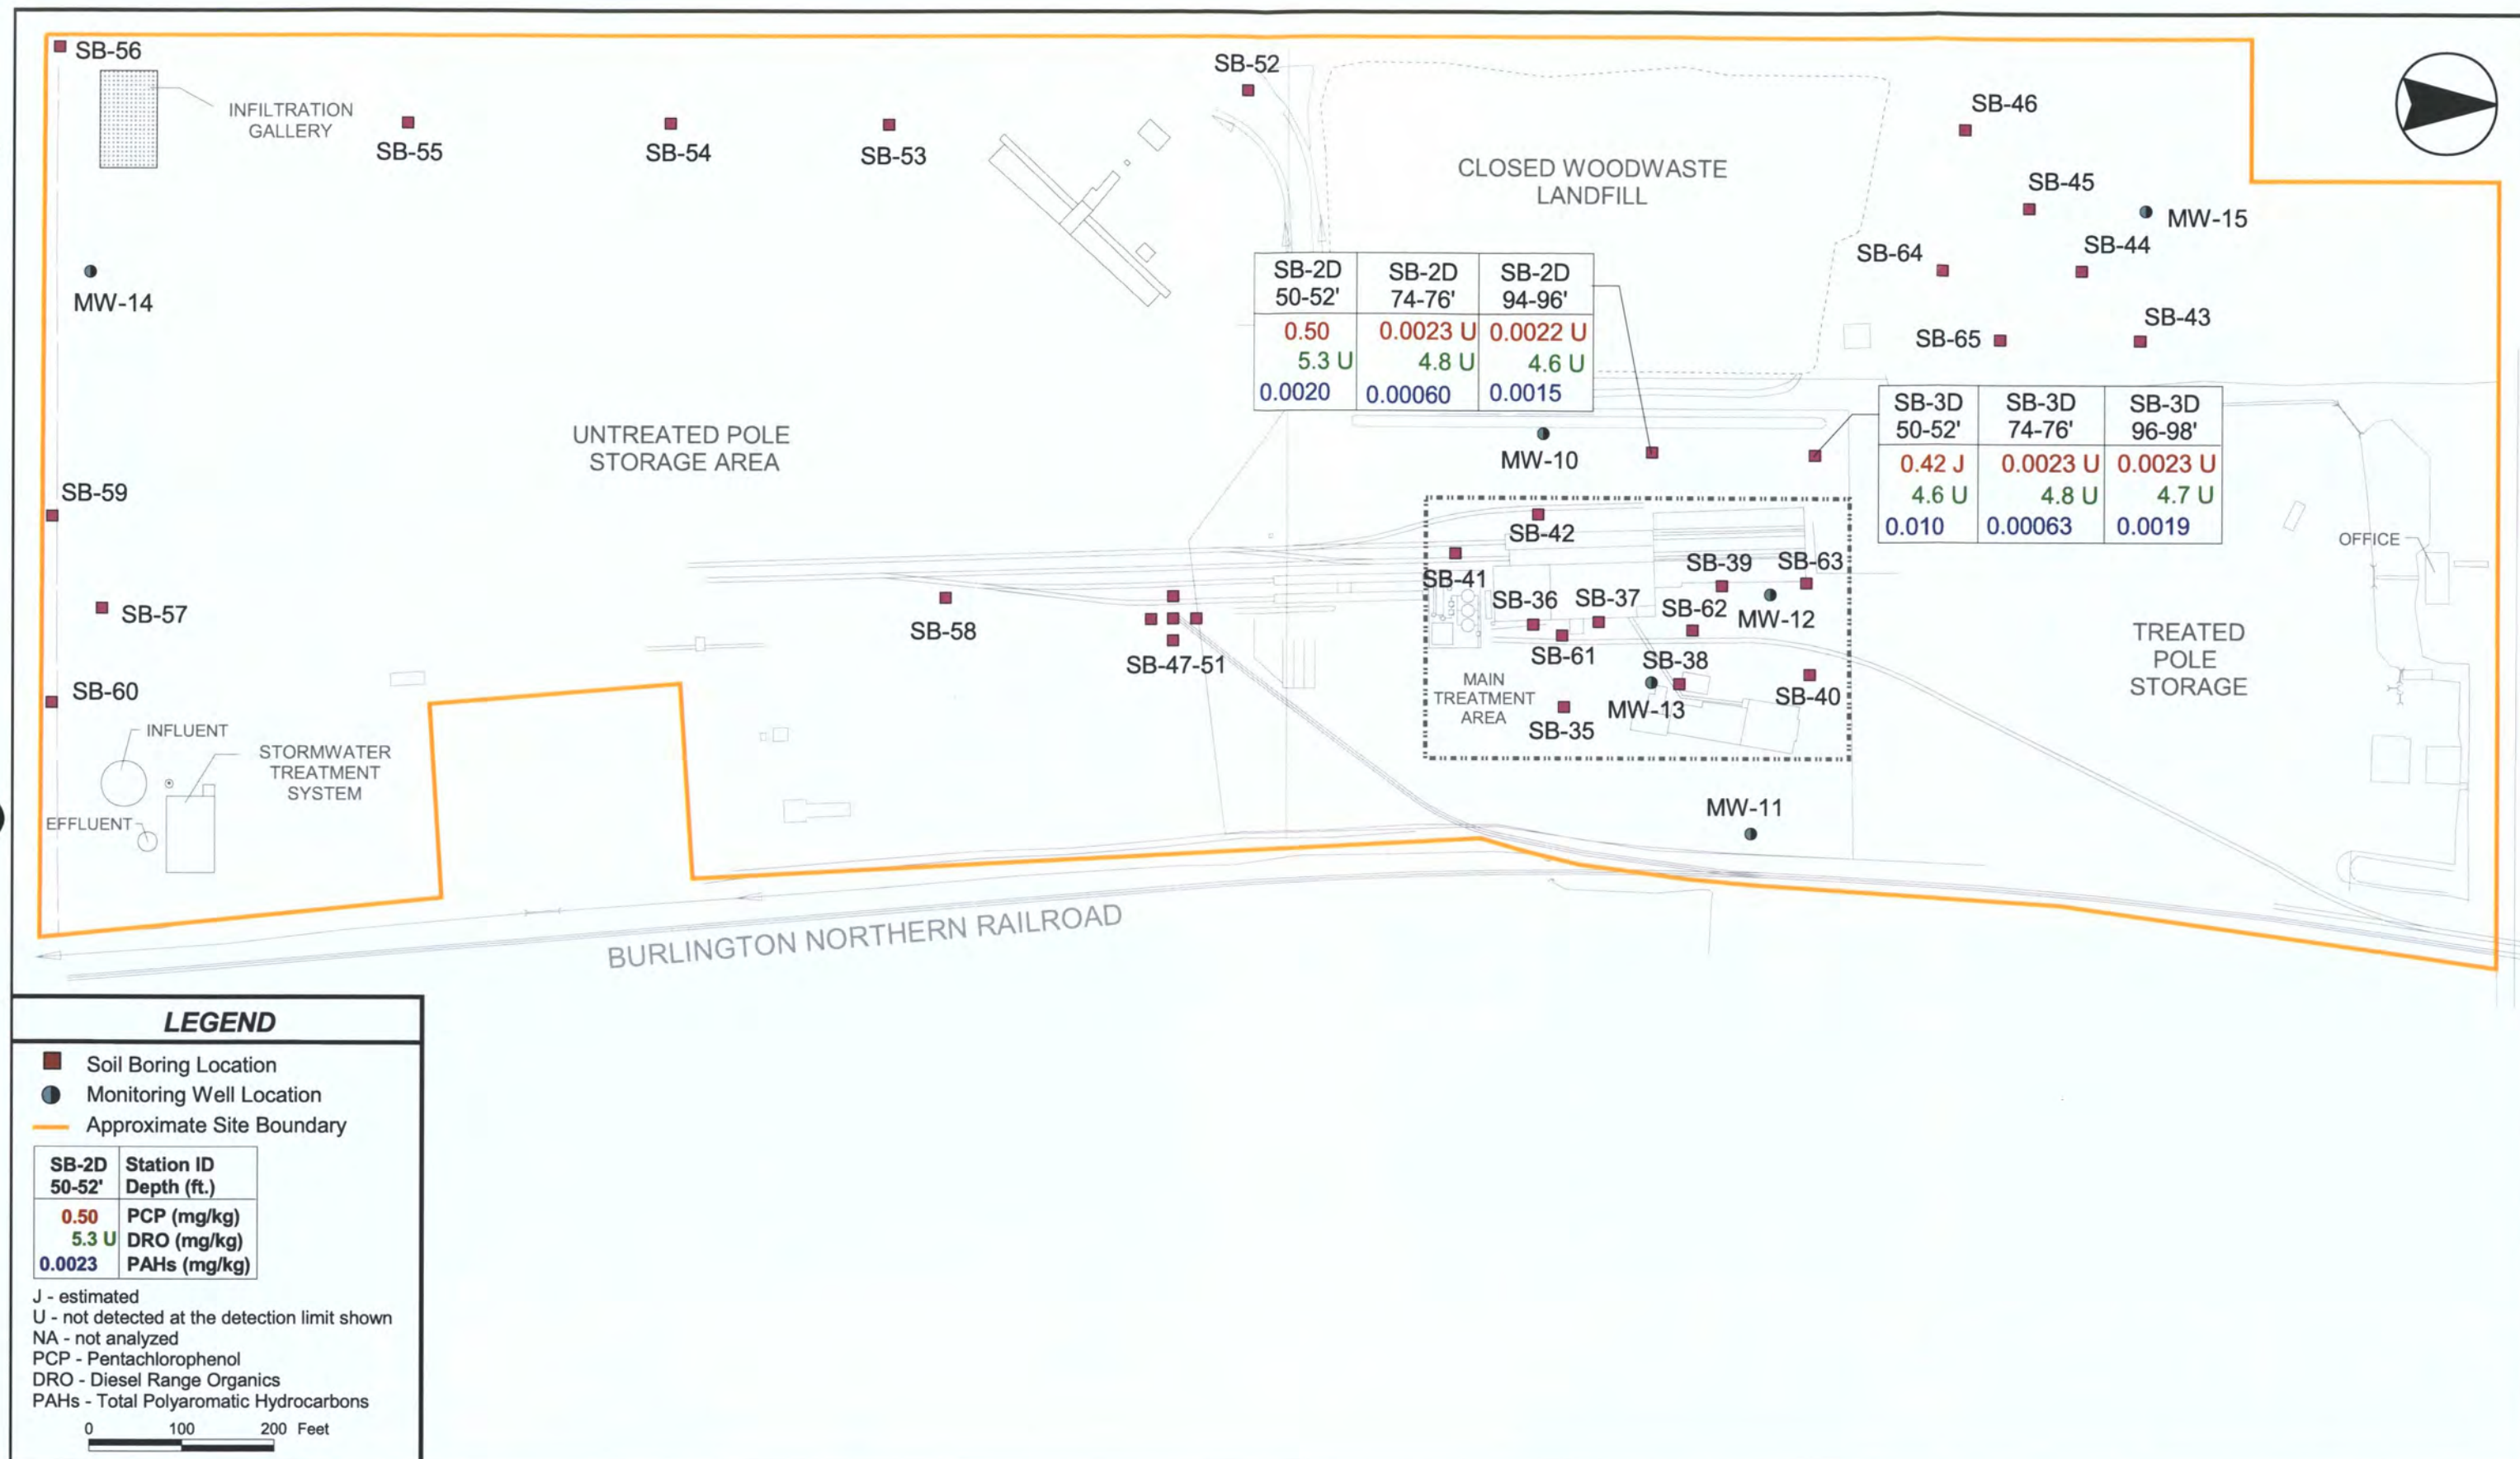 SB-56
INFILTRATION
GALLERY
SB-55
SB-54
SB-53
SB-52
CLOSED WOODWASTE
LANDFILL
SB-46
SB-45
MW-15
SB-44
SB-64
SB-43
SB-65
MW-14
SB-2D SB-2D SB-2D
50-52' 74-76' 94-96'
0.50 0.0023 U 0.0022 U
5.3 U 4.8 U 4.6 U
0.0020 0.00060 0.0015
SB-3D SB-3D SB-3D
50-52' 74-76' 96-98'
0.42 J 0.0023 U 0.0023 U
4.6 U 4.8 U 4.7 U
0.010 0.00063 0.0019
UNTREATED POLE
STORAGE AREA
MW-10
SB-59
SB-42
SB-41
SB-39
SB-63
SB-36
SB-37
SB-62
MW-12
OFFICE
SB-57
SB-58
SB-47-51
SB-61
SB-38
SB-40
MAIN
TREATMENT
AREA
MW-13
SB-35
TREATED
POLE
STORAGE
SB-60
INFLUENT
STORMWATER
TREATMENT
SYSTEM
EFFLUENT
MW-11
BURLINGTON NORTHERN RAILROAD
LEGEND
Soil Boring Location
Monitoring Well Location
Approximate Site Boundary
SB-2D Station ID
50-52' Depth (ft.)
0.50 PCP (mg/kg)
5.3 U DRO (mg/kg)
0.0023 PAHs (mg/kg)
J - estimated
U - not detected at the detection limit shown
NA - not analyzed
PCP - Pentachlorophenol
DRO - Diesel Range Organics
PAHs - Total Polyaromatic Hydrocarbons
0 100 200 Feet